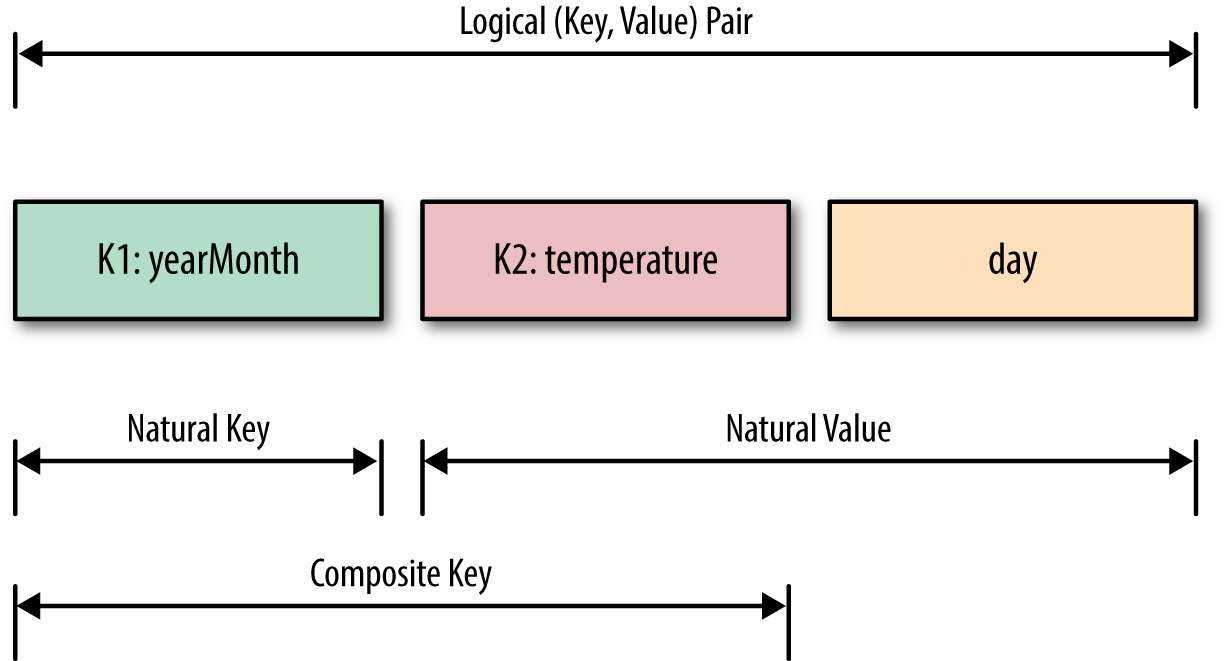 Logical (Key, Value) Pair
K1: yearMonth
K2: temperature
day
Natural Key
Natural Value
Composite Key